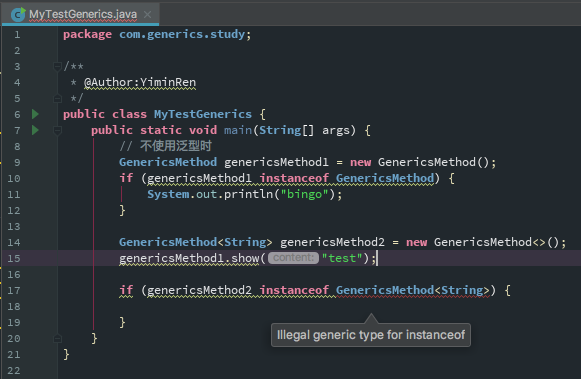 MyTestGenerics.java
1 package com.generics.study;
2
3 /**
4 * @Author:YiminRen
5 */
6 public class MyTestGenerics {
7 public static void main(String[] args) {
8 // 不使用泛型时
9 GenericsMethod genericsMethod1 = new GenericsMethod();
10 if (genericsMethod1 instanceof GenericsMethod) {
11 System.out.println("bingo");
12 }
13
14 GenericsMethod<String> genericsMethod2 = new GenericsMethod<>();
15 genericsMethod1.show( content: "test");
16
17 if (genericsMethod2 instanceof GenericsMethod<String>) {
18
Illegal generic type for instanceof
19 }
20 }
21 }
22